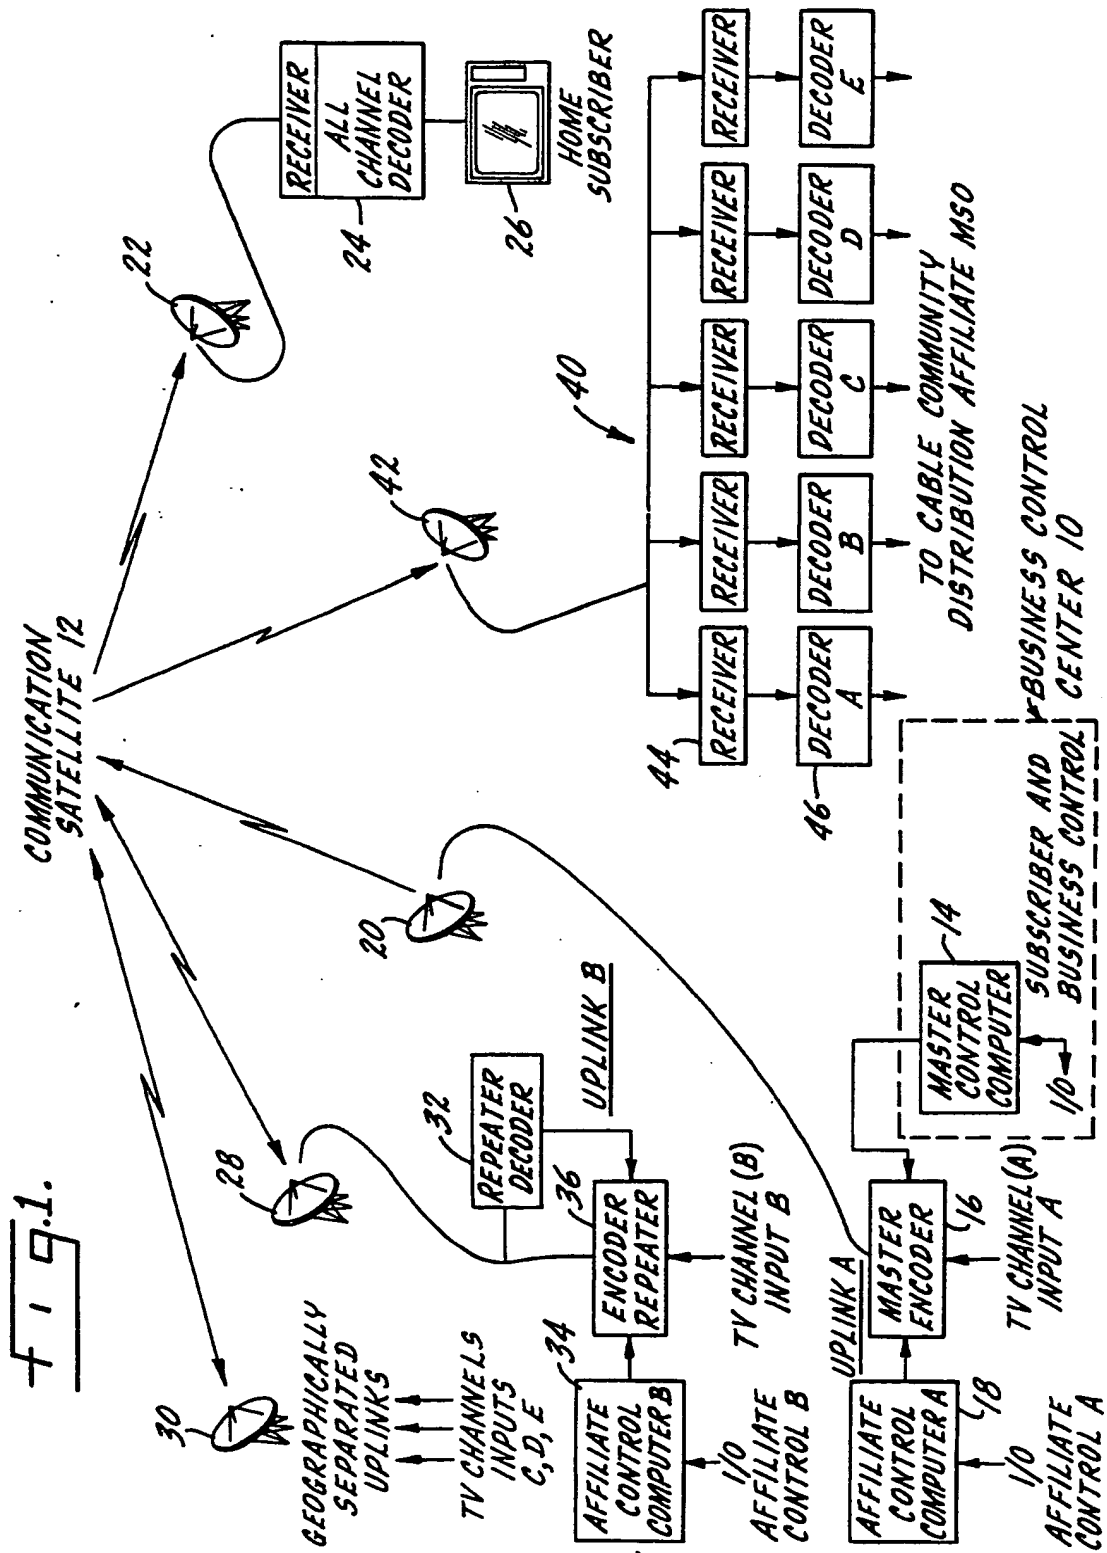 Fig.1.
COMMUNICATION
SATELLITE 12
30
28
20
42
22
RECEIVER
ALL
CHANNEL
DECODER
24
26
HOME
SUBSCRIBER
GEOGRAPHICALLY
SEPARATED
UPLINKS
TV CHANNELS
INPUTS
C, D, E
32
REPEATER
DECODER
UPLINK B
34
AFFILIATE
CONTROL
COMPUTER B
36
ENCODER
REPEATER
I/O
AFFILIATE
CONTROL B
TV CHANNEL (B)
INPUT B
40
44
RECEIVER
RECEIVER
RECEIVER
RECEIVER
RECEIVER
46
DECODER
A
DECODER
B
DECODER
C
DECODER
D
DECODER
E
TO CABLE COMMUNITY
DISTRIBUTION AFFILIATE MSO
UPLINK A
AFFILIATE
CONTROL
COMPUTER A
18
MASTER
ENCODER
16
I/O
AFFILIATE
CONTROL A
TV CHANNEL (A)
INPUT A
MASTER
CONTROL
COMPUTER
14
I/O
SUBSCRIBER AND
BUSINESS CONTROL
BUSINESS CONTROL
CENTER 10